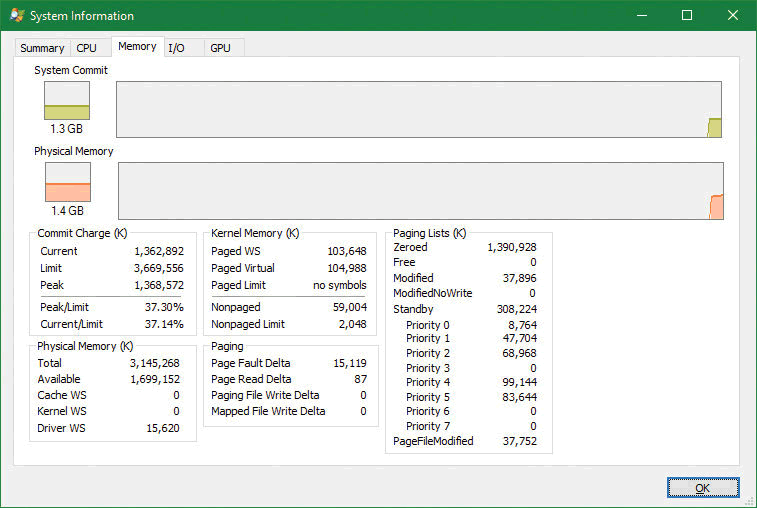 System Information
Summary CPU Memory I/O GPU
System Commit
1.3 GB
Physical Memory
1.4 GB
Commit Charge (K)
Current 1,362,892
Limit 3,669,556
Peak 1,368,572
Peak/Limit 37.30%
Current/Limit 37.14%
Physical Memory (K)
Total 3,145,268
Available 1,699,152
Cache WS 0
Kernel WS 0
Driver WS 15,620
Kernel Memory (K)
Paged WS 103,648
Paged Virtual 104,988
Paged Limit no symbols
Nonpaged 59,004
Nonpaged Limit 2,048
Paging
Page Fault Delta 15,119
Page Read Delta 87
Paging File Write Delta 0
Mapped File Write Delta 0
Paging Lists (K)
Zeroed 1,390,928
Free 0
Modified 37,896
ModifiedNoWrite 0
Standby 308,224
Priority 0 8,764
Priority 1 47,704
Priority 2 68,968
Priority 3 0
Priority 4 99,144
Priority 5 83,644
Priority 6 0
Priority 7 0
PageFileModified 37,752
OK